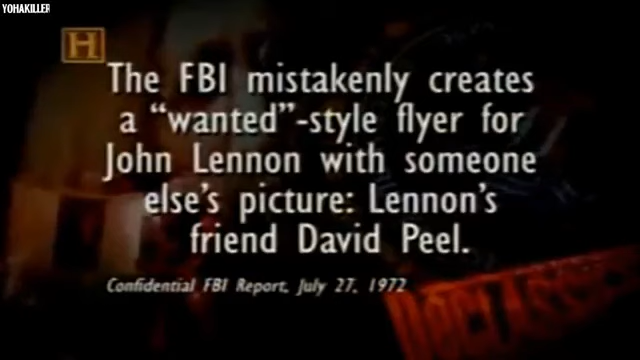 YOHAKILLER
H
The FBI mistakenly creates
a “wanted”-style flyer for
John Lennon with someone
else’s picture: Lennon’s
friend David Peel.
Confidential FBI Report, July 27, 1972